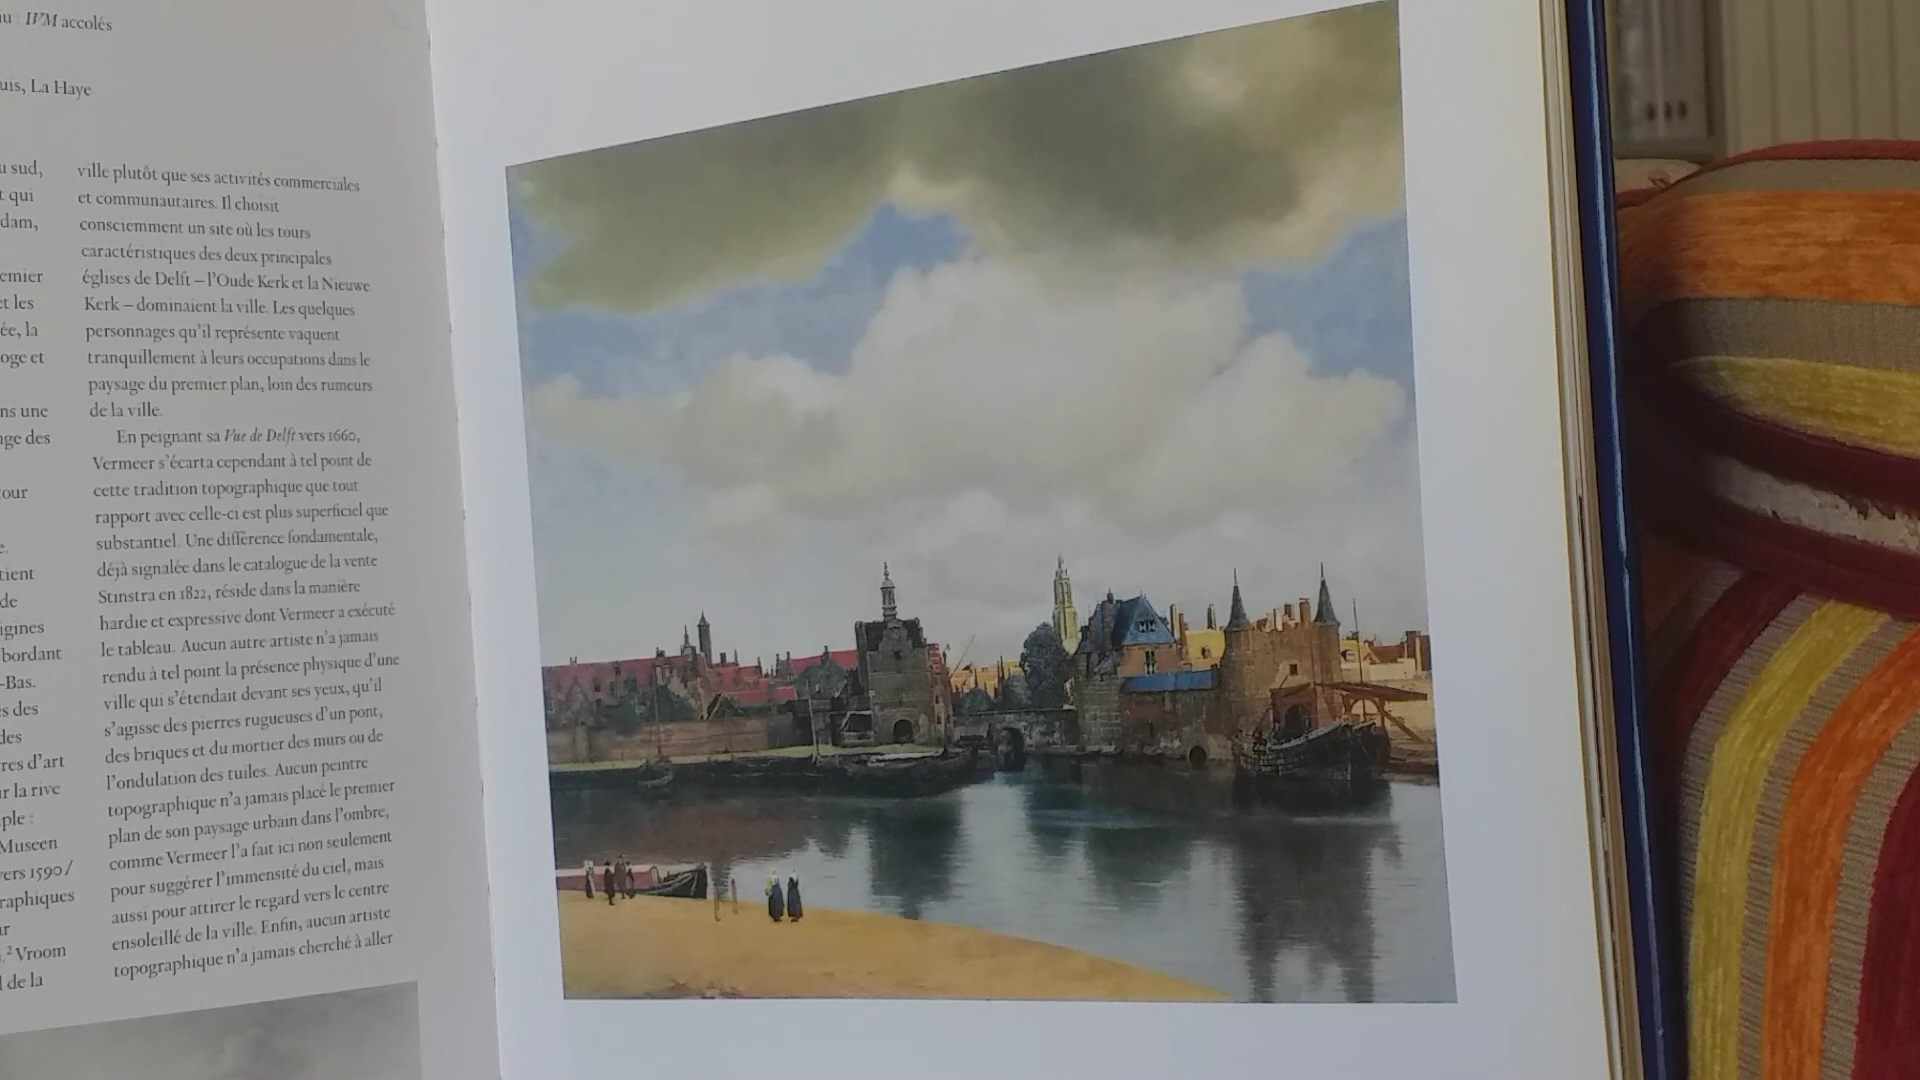 IVM accolés
La Haye
sud,
qui
emier
et les
ée, la
oge et
ns une
ge des
our
tient
de
igines
bordant
-Bas.
s des
des
res d'art
r la rive
ple :
Museen
vers 1590/
raphiques
² Vroom
de la
ville plutôt que ses activités commerciales
et communautaires. Il choisit
consciemment un site où les tours
caractéristiques des deux principales
églises de Delft – l'Oude Kerk et la Nieuwe
Kerk – dominaient la ville. Les quelques
personnages qu'il représente vaquent
tranquillement à leurs occupations dans le
paysage du premier plan, loin des rumeurs
de la ville.
En peignant sa Vue de Delft vers 1660,
Vermeer s'écarta cependant à tel point de
cette tradition topographique que tout
rapport avec celle-ci est plus superficiel que
substantiel. Une différence fondamentale,
déjà signalée dans le catalogue de la vente
Stinstra en 1822, réside dans la manière
hardie et expressive dont Vermeer a exécuté
le tableau. Aucun autre artiste n'a jamais
rendu à tel point la présence physique d'une
ville qui s'étendait devant ses yeux, qu'il
s'agisse des pierres rugueuses d'un pont,
des briques et du mortier des murs ou de
l'ondulation des tuiles. Aucun peintre
topographique n'a jamais placé le premier
plan de son paysage urbain dans l'ombre,
comme Vermeer l'a fait ici non seulement
pour suggérer l'immensité du ciel, mais
aussi pour attirer le regard vers le centre
ensoleillé de la ville. Enfin, aucun artiste
topographique n'a jamais cherché à aller